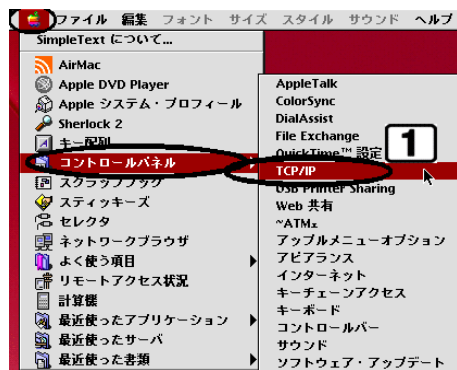 ファイル 編集 フォント サイズ スタイル サウンド ヘルプ
SimpleText について...
AirMac
Apple DVD Player
Apple システム・プロフィール
Sherlock 2
キー配列
コントロールパネル
スクラップブック
スティッキーズ
セレクタ
ネットワークブラウザ
よく使う項目
リモートアクセス状況
計算機
最近使ったアプリケーション
最近使ったサーバ
最近使った書類
AppleTalk
ColorSync
DialAssist
File Exchange
QuickTime™ 設定
1
TCP/IP
USB Printer Sharing
Web 共有
~ATM™
アップルメニューオプション
アピアランス
インターネット
キーチェーンアクセス
キーボード
コントロールバー
サウンド
ソフトウェア・アップデート